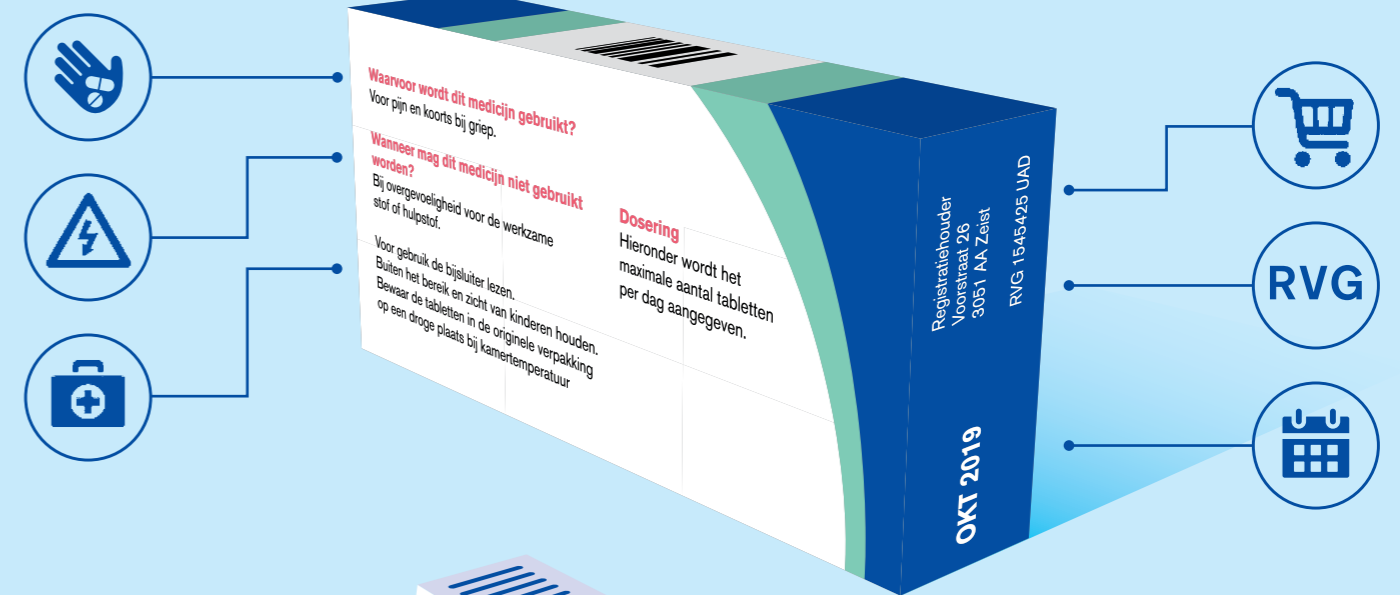 Waarvoor wordt dit medicijn gebruikt?
Voor pijn en koorts bij griep.
Wanneer mag dit medicijn niet gebruikt
worden?
Bij overgevoeligheid voor de werkzame
stof of hulpstof.
Voor gebruik de bijsluiter lezen.
Buiten het bereik en zicht van kinderen houden.
Bewaar de tabletten in de originele verpakking
op een droge plaats bij kamertemperatuur
Dosering
Hieronder wordt het
maximale aantal tabletten
per dag aangegeven.
Registratiehouder
Voorstraat 26
3051 AA Zeist
RVG 1545425 UAD
OKT 2019
RVG